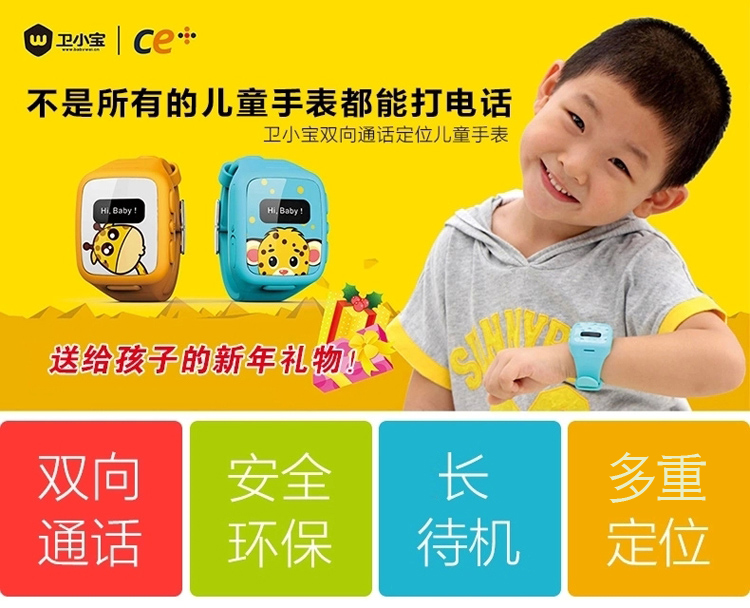 卫小宝
ce+
不是所有的儿童手表都能打电话
卫小宝双向通话定位儿童手表
Hi, Baby !
Hi, Baby !
送给孩子的新年礼物!
双向
通话
安全
环保
长
待机
多重
定位